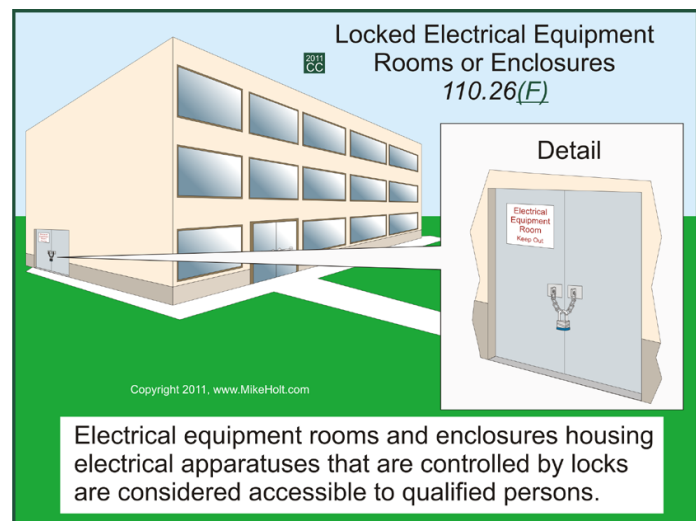 Locked Electrical Equipment
2011
CC
Rooms or Enclosures
110.26(F)
Detail
Electrical
Equipment
Room
Keep Out
Copyright 2011, www.MikeHolt.com
Electrical equipment rooms and enclosures housing
electrical apparatuses that are controlled by locks
are considered accessible to qualified persons.